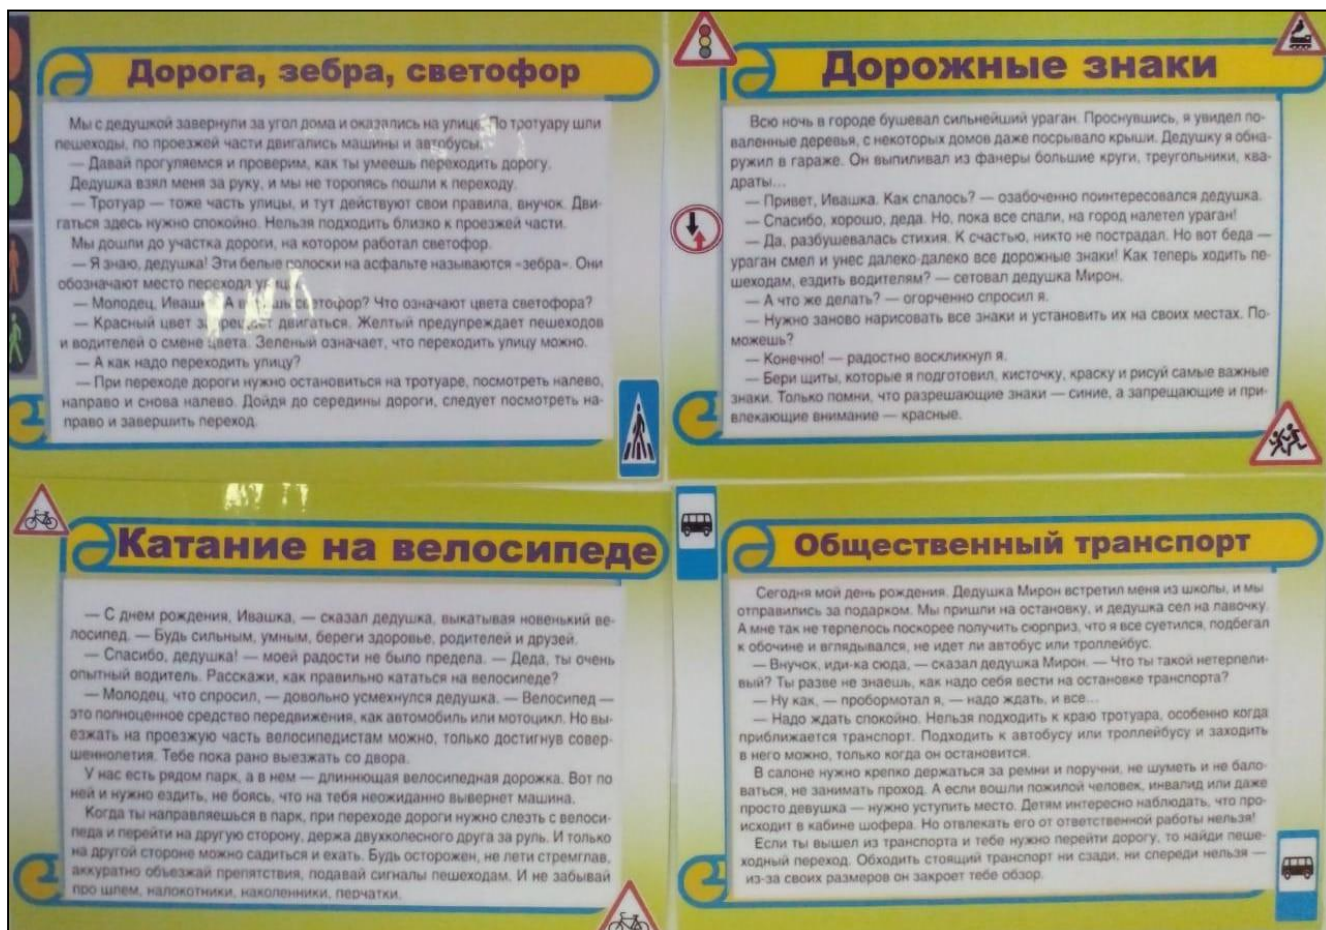 Дорога, зебра, светофор
Мы с дедушкой завернули за угол дома и оказались на улице. По тротуару шли
пешеходы, по проезжей части двигались машины и автобусы.
— Давай прогуляемся и проверим, как ты умеешь переходить дорогу.
Дедушка взял меня за руку, и мы не торопясь пошли к переходу.
— Тротуар — тоже часть улицы, и тут действуют свои правила, внучок. Дви-
гаться здесь нужно спокойно. Нельзя подходить близко к проезжей части.
Мы дошли до участка дороги, на котором работал светофор.
— Я знаю, дедушка! Эти белые полоски на асфальте называются «зебра». Они
обозначают место перехода улицы.
— Молодец, Ивашка. А светофор? Что означают цвета светофора?
— Красный цвет запрещает двигаться. Желтый предупреждает пешеходов
и водителей о смене цвета. Зеленый означает, что переходить улицу можно.
— А как надо переходить улицу?
— При переходе дороги нужно остановиться на тротуаре, посмотреть налево,
направо и снова налево. Дойдя до середины дороги, следует посмотреть на-
право и завершить переход.
Дорожные знаки
Всю ночь в городе бушевал сильнейший ураган. Проснувшись, я увидел по-
валенные деревья, с некоторых домов даже посрывало крыши. Дедушку я обна-
ружил в гараже. Он выпиливал из фанеры большие круги, треугольники, ква-
драты...
— Привет, Ивашка. Как спалось? — озабоченно поинтересовался дедушка.
— Спасибо, хорошо, деда. Но, пока все спали, на город налетел ураган!
— Да, разбушевалась стихия. К счастью, никто не пострадал. Но вот беда —
ураган смел и унес далеко-далеко все дорожные знаки! Как теперь ходить пе-
шеходам, ездить водителям? — сетовал дедушка Мирон.
— А что же делать? — огорченно спросил я.
— Нужно заново нарисовать все знаки и установить их на своих местах. По-
можешь?
— Конечно! — радостно воскликнул я.
— Бери щиты, которые я подготовил, кисточку, краску и рисуй самые важные
знаки. Только помни, что разрешающие знаки — синие, а запрещающие и при-
влекающие внимание — красные.
Катание на велосипеде
— С днем рождения, Ивашка, — сказал дедушка, выкатывая новенький ве-
лосипед. — Будь сильным, умным, береги здоровье, родителей и друзей.
— Спасибо, дедушка! — моей радости не было предела. — Деда, ты очень
опытный водитель. Расскажи, как правильно кататься на велосипеде?
— Молодец, что спросил, — довольно усмехнулся дедушка. — Велосипед —
это полноценное средство передвижения, как автомобиль или мотоцикл. Но вы-
езжать на проезжую часть велосипедистам можно, только достигнув совер-
шеннолетия. Тебе пока рано выезжать со двора.
У нас есть рядом парк, а в нем — длиннющая велосипедная дорожка. Вот по
ней и нужно ездить, не боясь, что на тебя неожиданно вывернет машина.
Когда ты направляешься в парк, при переходе дороги нужно слезть с велоси-
педа и перейти на другую сторону, держа двухколесного друга за руль. И только
на другой стороне можно садиться и ехать. Будь осторожен, не лети стремглав,
аккуратно объезжай препятствия, подавай сигналы пешеходам. И не забывай
про шлем, налокотники, наколенники, перчатки.
Общественный транспорт
Сегодня мой день рождения. Дедушка Мирон встретил меня из школы, и мы
отправились за подарком. Мы пришли на остановку, и дедушка сел на лавочку.
А мне так не терпелось поскорее получить сюрприз, что я все суетился, подбегал
к обочине и вглядывался, не идет ли автобус или троллейбус.
— Внучок, иди-ка сюда, — сказал дедушка Мирон. — Что ты такой нетерпели-
вый? Ты разве не знаешь, как надо себя вести на остановке транспорта?
— Ну как, — пробормотал я, — надо ждать, и все...
— Надо ждать спокойно. Нельзя подходить к краю тротуара, особенно когда
приближается транспорт. Подходить к автобусу или троллейбусу и заходить
в него можно, только когда он остановится.
В салоне нужно крепко держаться за ремни и поручни, не шуметь и не бало-
ваться, не занимать проход. А если вошли пожилой человек, инвалид или даже
просто девушка — нужно уступить место. Детям интересно наблюдать, что про-
исходит в кабине шофера. Но отвлекать его от ответственной работы нельзя!
Если ты вышел из транспорта и тебе нужно перейти дорогу, то найди пеше-
ходный переход. Обходить стоящий транспорт ни сзади, ни спереди нельзя —
из-за своих размеров он закроет тебе обзор.